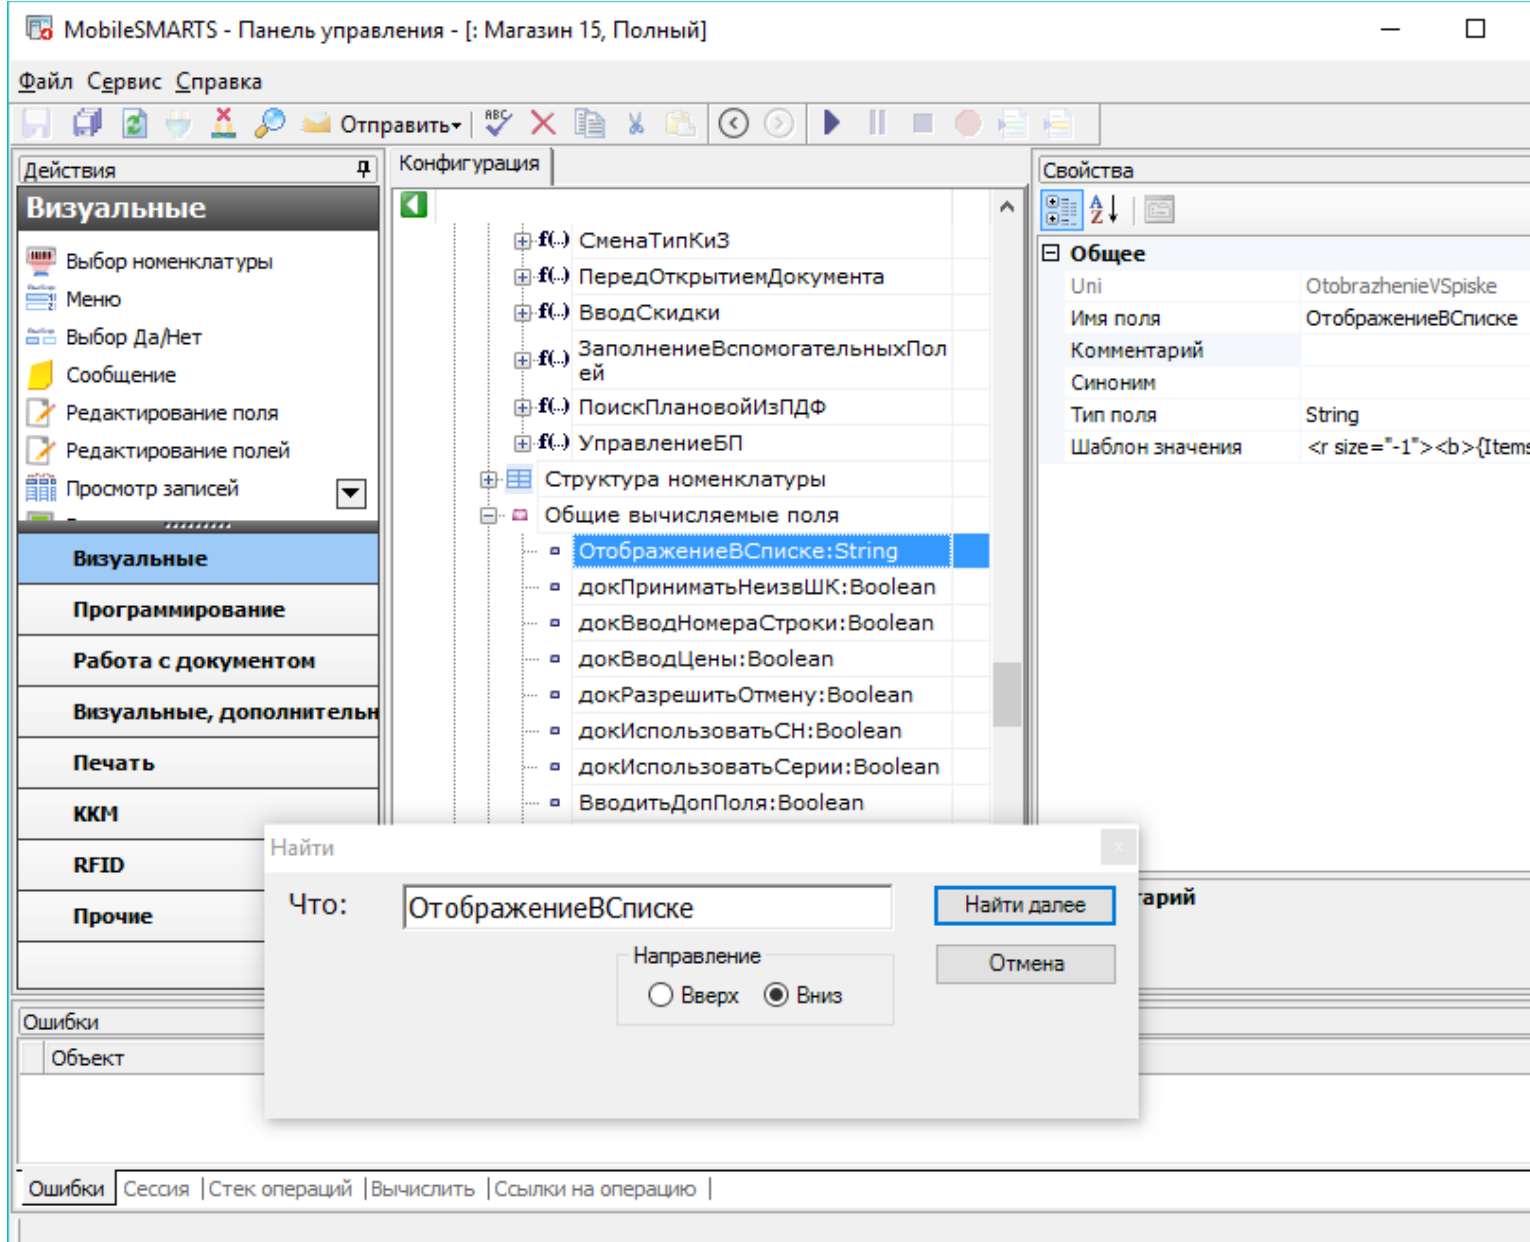 MobileSMARTS - Панель управления - [: Магазин 15, Полный]
Файл Сервис Справка
Отправить
ABC
Действия
Визуальные
Выбор номенклатуры
Меню
Выбор Да/Нет
Сообщение
Редактирование поля
Редактирование полей
Просмотр записей
Визуальные
Программирование
Работа с документом
Визуальные, дополнительн
Печать
ККМ
RFID
Прочие
Конфигурация
f(..) СменаТипКиЗ
f(..) ПередОткрытиемДокумента
f(..) ВводСкидки
f(..) ЗаполнениеВспомогательныхПол
ей
f(..) ПоискПлановойИзПДФ
f(..) УправлениеБП
Структура номенклатуры
Общие вычисляемые поля
ОтображениеВСписке:String
докПриниматьНеизвШК:Boolean
докВводНомераСтроки:Boolean
докВводЦены:Boolean
докРазрешитьОтмену:Boolean
докИспользоватьСН:Boolean
докИспользоватьСерии:Boolean
ВводитьДопПоля:Boolean
Свойства
AZ
Общее
Uni OtobrazhenieVSpiske
Имя поля ОтображениеВСписке
Комментарий
Синоним
Тип поля String
Шаблон значения <r size="-1"><b>{Items
тарий
Найти
x
Что: ОтображениеВСписке
Найти далее
Направление
Вверх Вниз
Отмена
Ошибки
Объект
Ошибки Сессия Стек операций Вычислить Ссылки на операцию